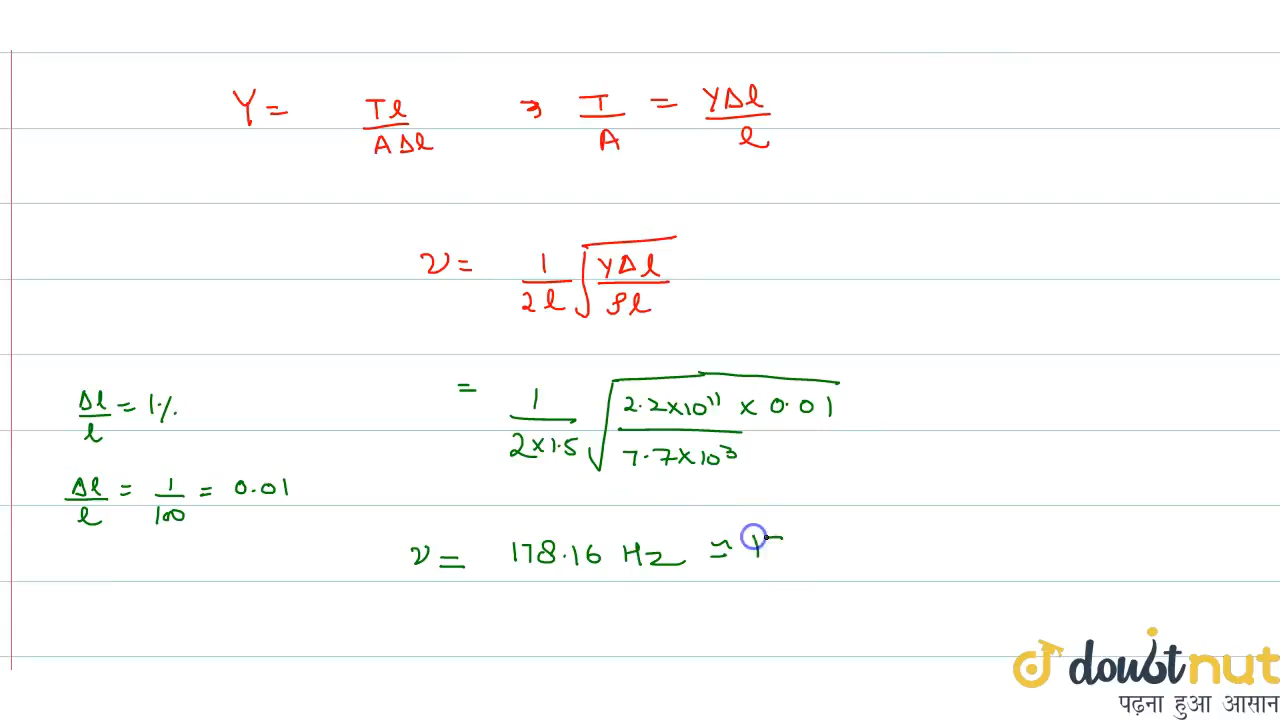 Y = Tl / AΔl ⇒ T / A = YΔl / l
ν = 1 / 2l √(YΔl / ρl)
= 1 / 2×1.5 √(2.2×10¹¹ × 0.01 / 7.7×10³)
Δl / l = 1%
Δl / l = 1 / 100 = 0.01
ν = 178.16 Hz ≃ 1
doubtnut
पढ़ना हुआ आसान